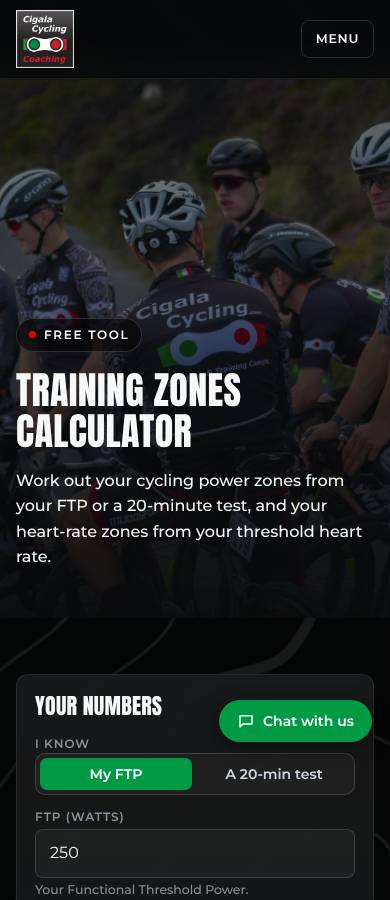 Cigala
Cycling
Coaching
MENU
Cigala
Cycling
FREE TOOL
TRAINING ZONES
CALCULATOR
Work out your cycling power zones from
your FTP or a 20-minute test, and your
heart-rate zones from your threshold heart
rate.
YOUR NUMBERS
Chat with us
I KNOW
My FTP
A 20-min test
FTP (WATTS)
250
Your Functional Threshold Power.